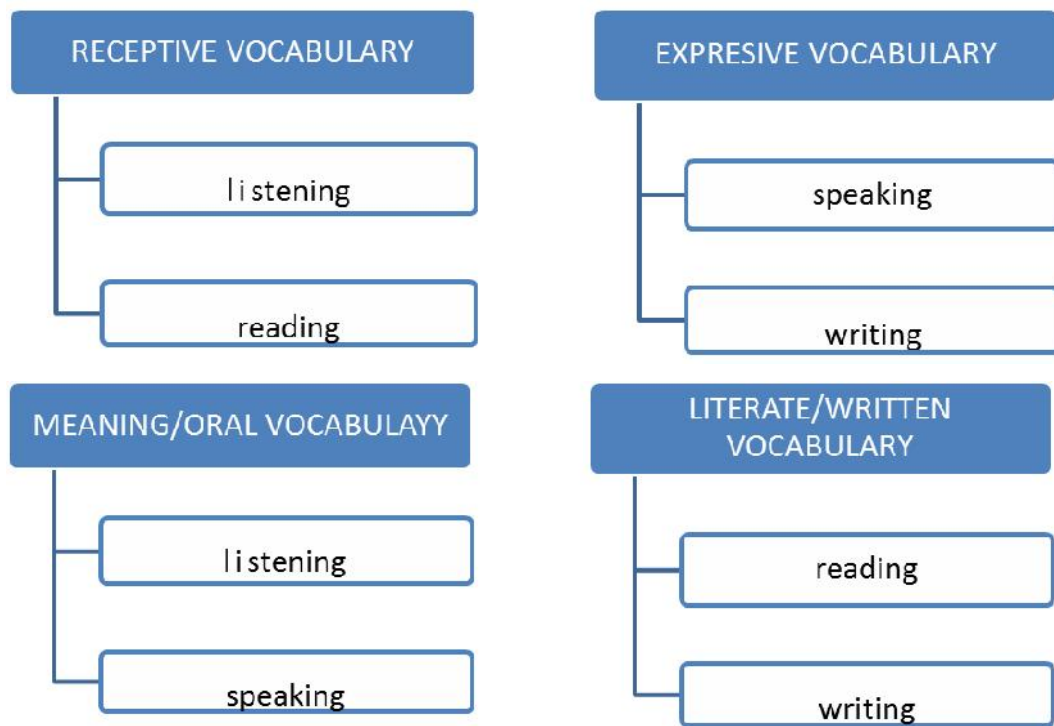 RECEPTIVE VOCABULARY
listening
reading
EXPRESIVE VOCABULARY
speaking
writing
MEANING/ORAL VOCABULAYY
listening
speaking
LITERATE/WRITTEN
VOCABULARY
reading
writing